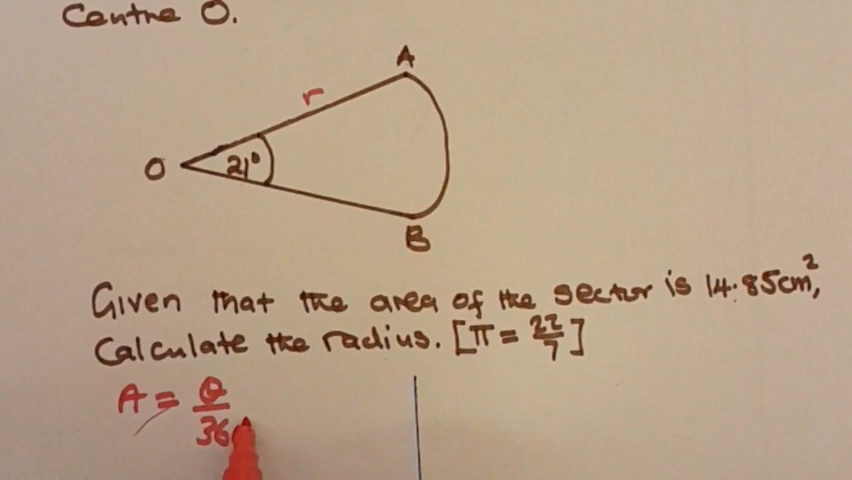 Centre O.
A
r
O 21°
B
Given that the area of the sector is 14.85cm²,
Calculate the radius. [π = 22/7]
A = θ/36